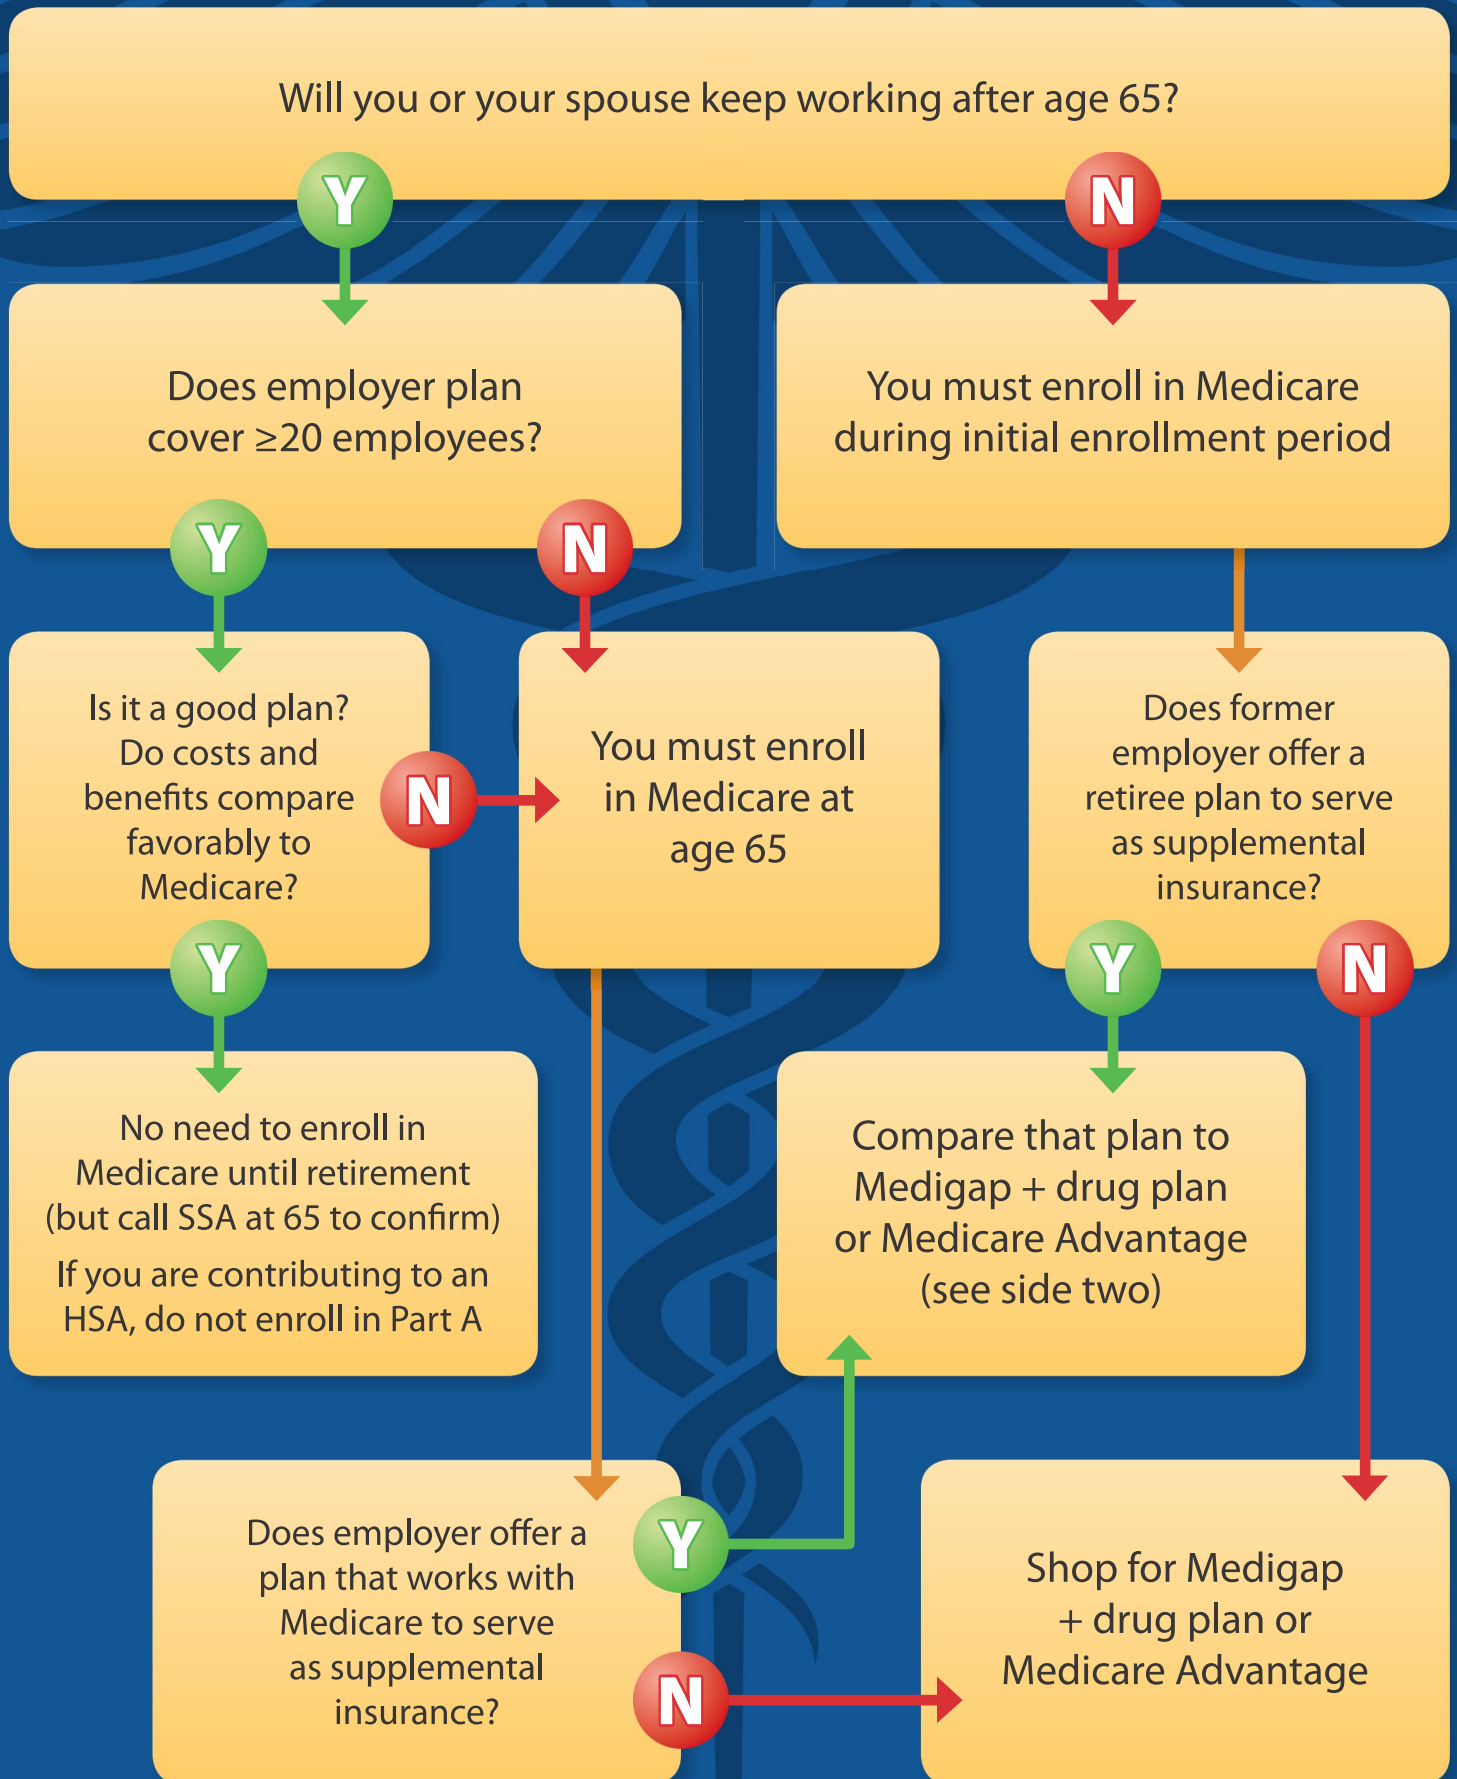 Will you or your spouse keep working after age 65?
Y
N
Does employer plan
cover ≥20 employees?
Y
N
You must enroll in Medicare
during initial enrollment period
Is it a good plan?
Do costs and
benefits compare
favorably to
Medicare?
N
Y
You must enroll
in Medicare at
age 65
Does former
employer offer a
retiree plan to serve
as supplemental
insurance?
Y
N
No need to enroll in
Medicare until retirement
(but call SSA at 65 to confirm)
If you are contributing to an
HSA, do not enroll in Part A
Compare that plan to
Medigap + drug plan
or Medicare Advantage
(see side two)
Does employer offer a
plan that works with
Medicare to serve
as supplemental
insurance?
Y
N
Shop for Medigap
+ drug plan or
Medicare Advantage